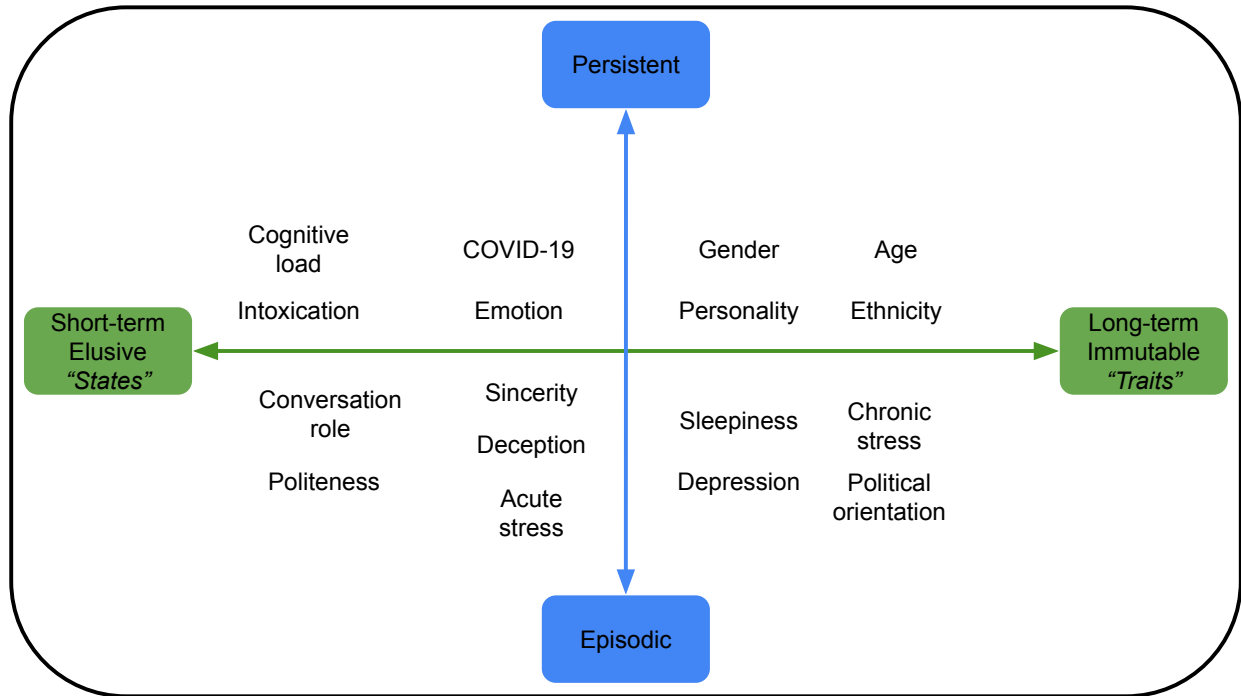 Persistent
Cognitive
load
COVID-19
Gender
Age
Intoxication
Emotion
Personality
Ethnicity
Short-term
Elusive
“States”
Long-term
Immutable
“Traits”
Conversation
role
Sincerity
Sleepiness
Chronic
stress
Deception
Politeness
Depression
Political
orientation
Acute
stress
Episodic